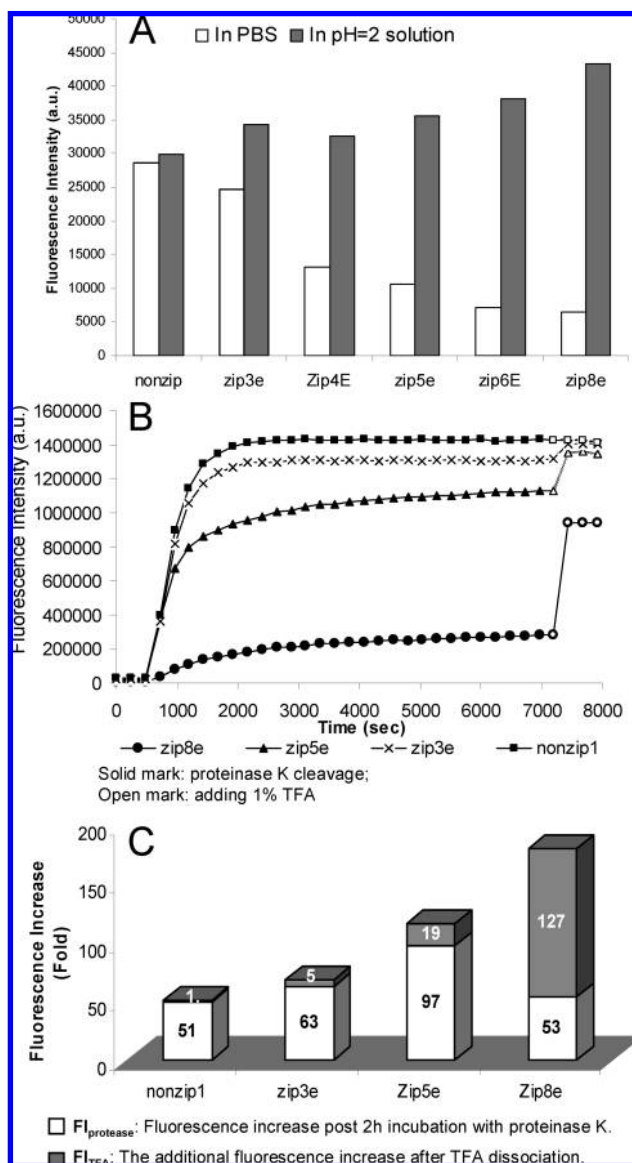 A
In PBS In pH=2 solution
Fluorescence Intensity (a.u.)
50000
45000
40000
35000
30000
25000
20000
15000
10000
5000
0
nonzip zip3e Zip4E zip5e zip6E zip8e
B
Fluorescence Intensity (a.u.)
1600000
1400000
1200000
1000000
800000
600000
400000
200000
0
0 1000 2000 3000 4000 5000 6000 7000 8000
Time (sec)
zip8e zip5e zip3e nonzip1
Solid mark: proteinase K cleavage;
Open mark: adding 1% TFA
C
Fluorescence Increase
(Fold)
200
150
100
50
0
1.
51
5
63
19
97
127
53
nonzip1 zip3e Zip5e Zip8e
FIprotease: Fluorescence increase post 2h incubation with proteinase K.
FITFA: The additional fluorescence increase after TFA dissociation.